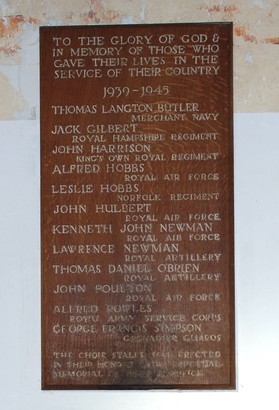 TO THE GLORY OF GOD &
IN MEMORY OF THOSE WHO
GAVE THEIR LIVES IN THE
SERVICE OF THEIR COUNTRY
1939-1945
THOMAS LANGTON BUTLER
MERCHANT NAVY
JACK GILBERT
ROYAL HAMPSHIRE REGIMENT
JOHN HARRISON
KING'S OWN ROYAL REGIMENT
ALFRED HOBBS
ROYAL AIR FORCE
LESLIE HOBBS
NORFOLK REGIMENT
JOHN HULBERT
ROYAL AIR FORCE
KENNETH JOHN NEWMAN
ROYAL AIR FORCE
LAWRENCE NEWMAN
ROYAL ARTILLERY
THOMAS DANIEL O'BRIEN
ROYAL ARTILLERY
JOHN POULTON
ROYAL AIR FORCE
ALFRED ROWLES
ROYAL ARMY SERVICE CORPS
GEORGE FRANCIS SIMPSON
GRENADIER GUARDS
THE CHOIR STALLS WERE ERECTED
IN THEIR HONOUR
MEMORIAL